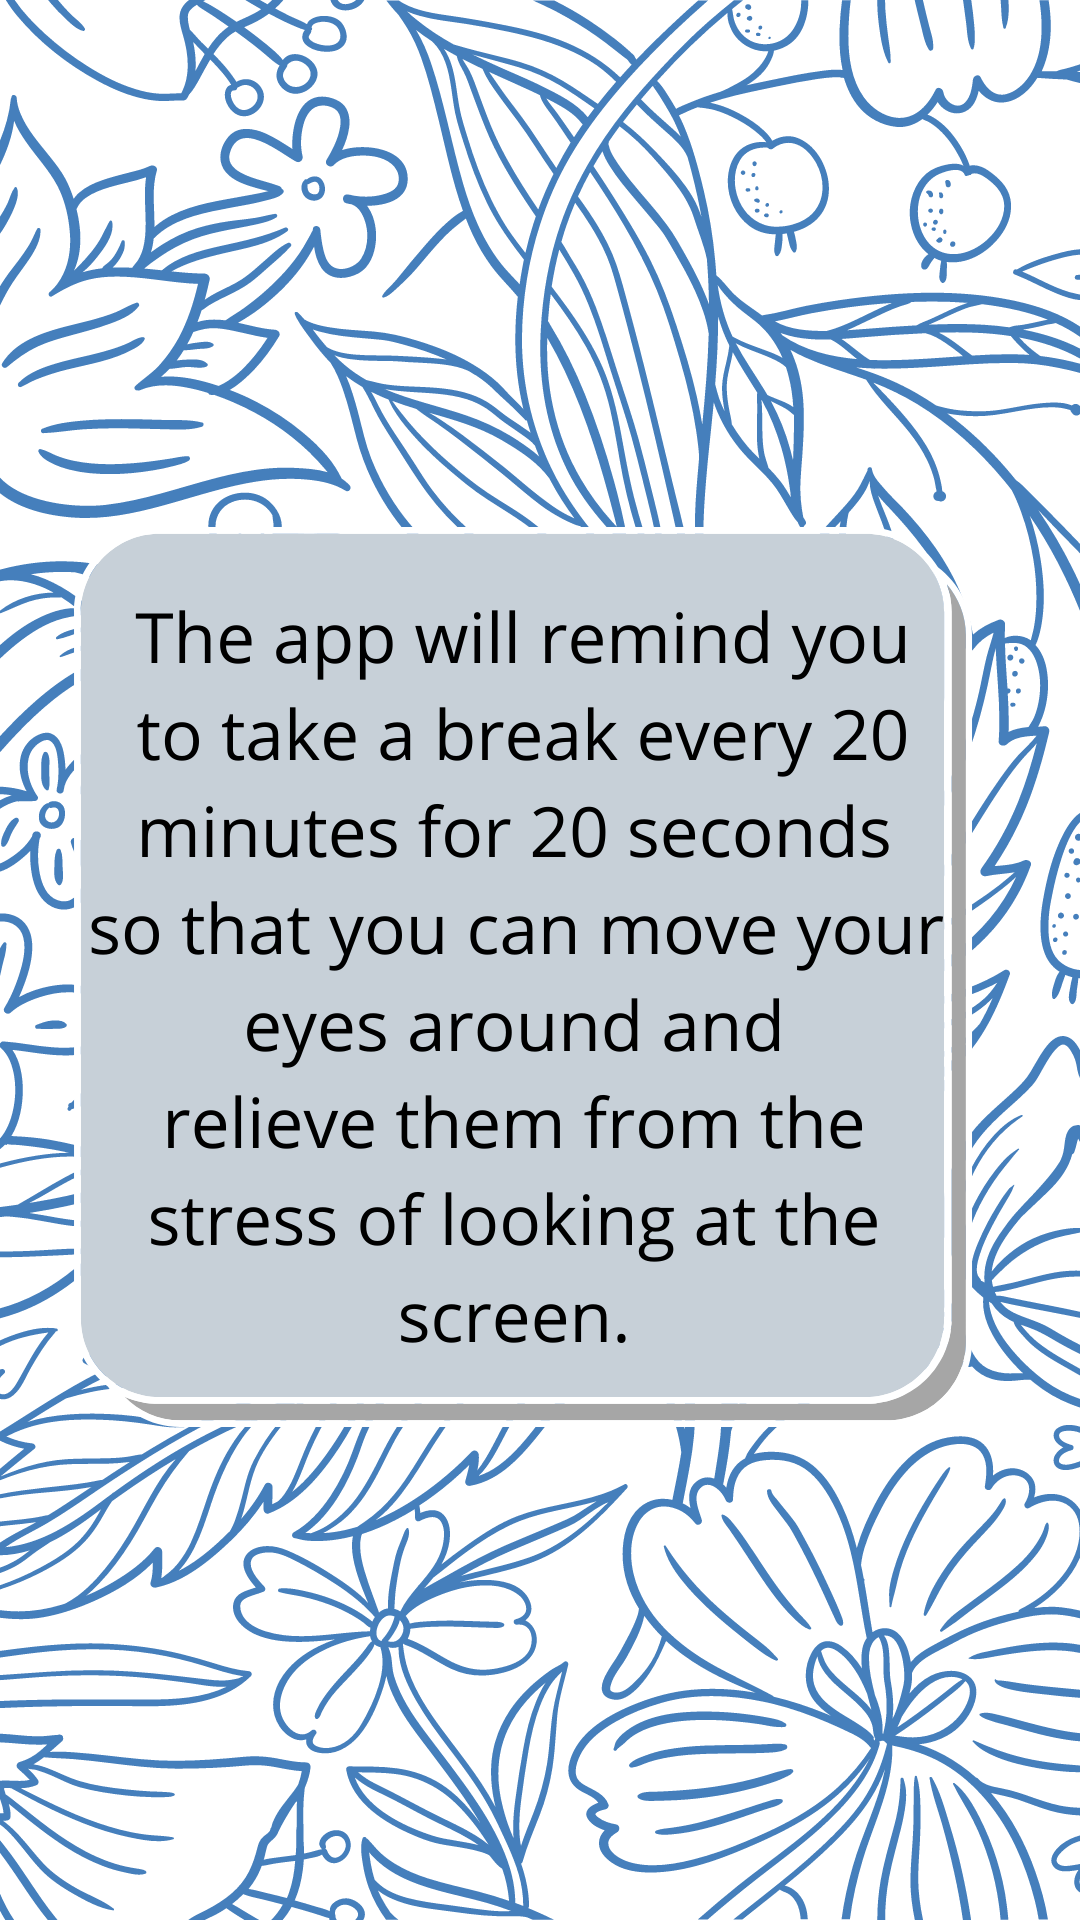 The app will remind you
to take a break every 20
minutes for 20 seconds
so that you can move your
eyes around and
relieve them from the
stress of looking at the
screen.